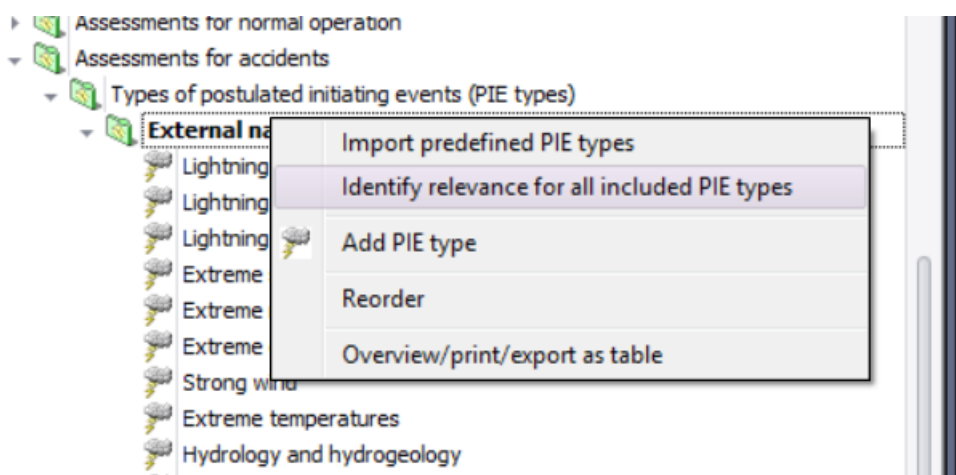 Assessments for normal operation
Assessments for accidents
Types of postulated initiating events (PIE types)
External
Import predefined PIE types
Lightning
Identify relevance for all included PIE types
Lightning
Lightning
Add PIE type
Extreme
Reorder
Extreme
Extreme
Overview/print/export as table
Strong wind
Extreme temperatures
Hydrology and hydrogeology